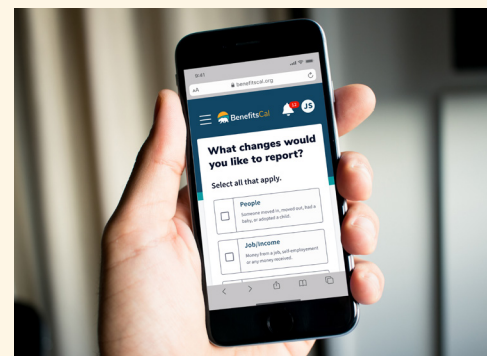 9:41
AA benefitscal.org
BenefitsCal
12
JS
What changes would
you like to report?
Select all that apply.
People
Someone moved in, moved out, had a
baby, or adopted a child.
Job/Income
Money from a job, self-employment
or any money received.